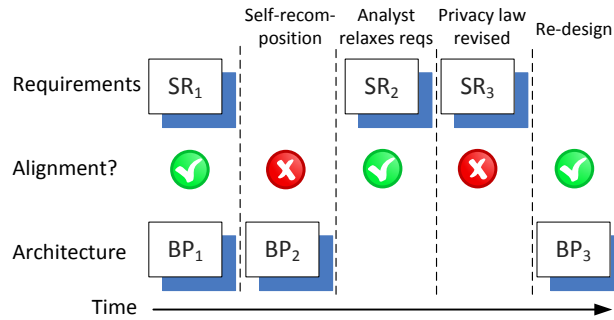 Self-recom-
position
Analyst
relaxes reqs
Privacy law
revised
Re-design
Requirements
SR₁
SR₂
SR₃
Alignment?
Architecture
BP₁
BP₂
BP₃
Time